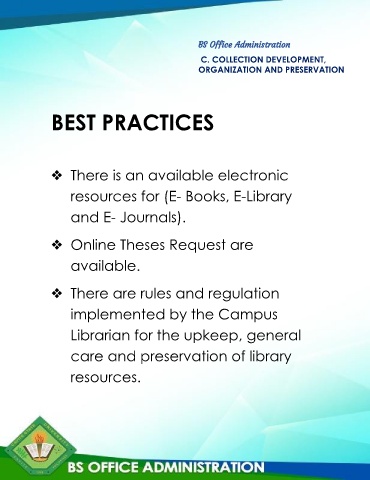 BS Office Administration
C. COLLECTION DEVELOPMENT,
ORGANIZATION AND PRESERVATION
BEST PRACTICES
❖ There is an available electronic
resources for (E- Books, E-Library
and E- Journals).
❖ Online Theses Request are
available.
❖ There are rules and regulation
implemented by the Campus
Librarian for the upkeep, general
care and preservation of library
resources.
BS OFFICE ADMINISTRATION